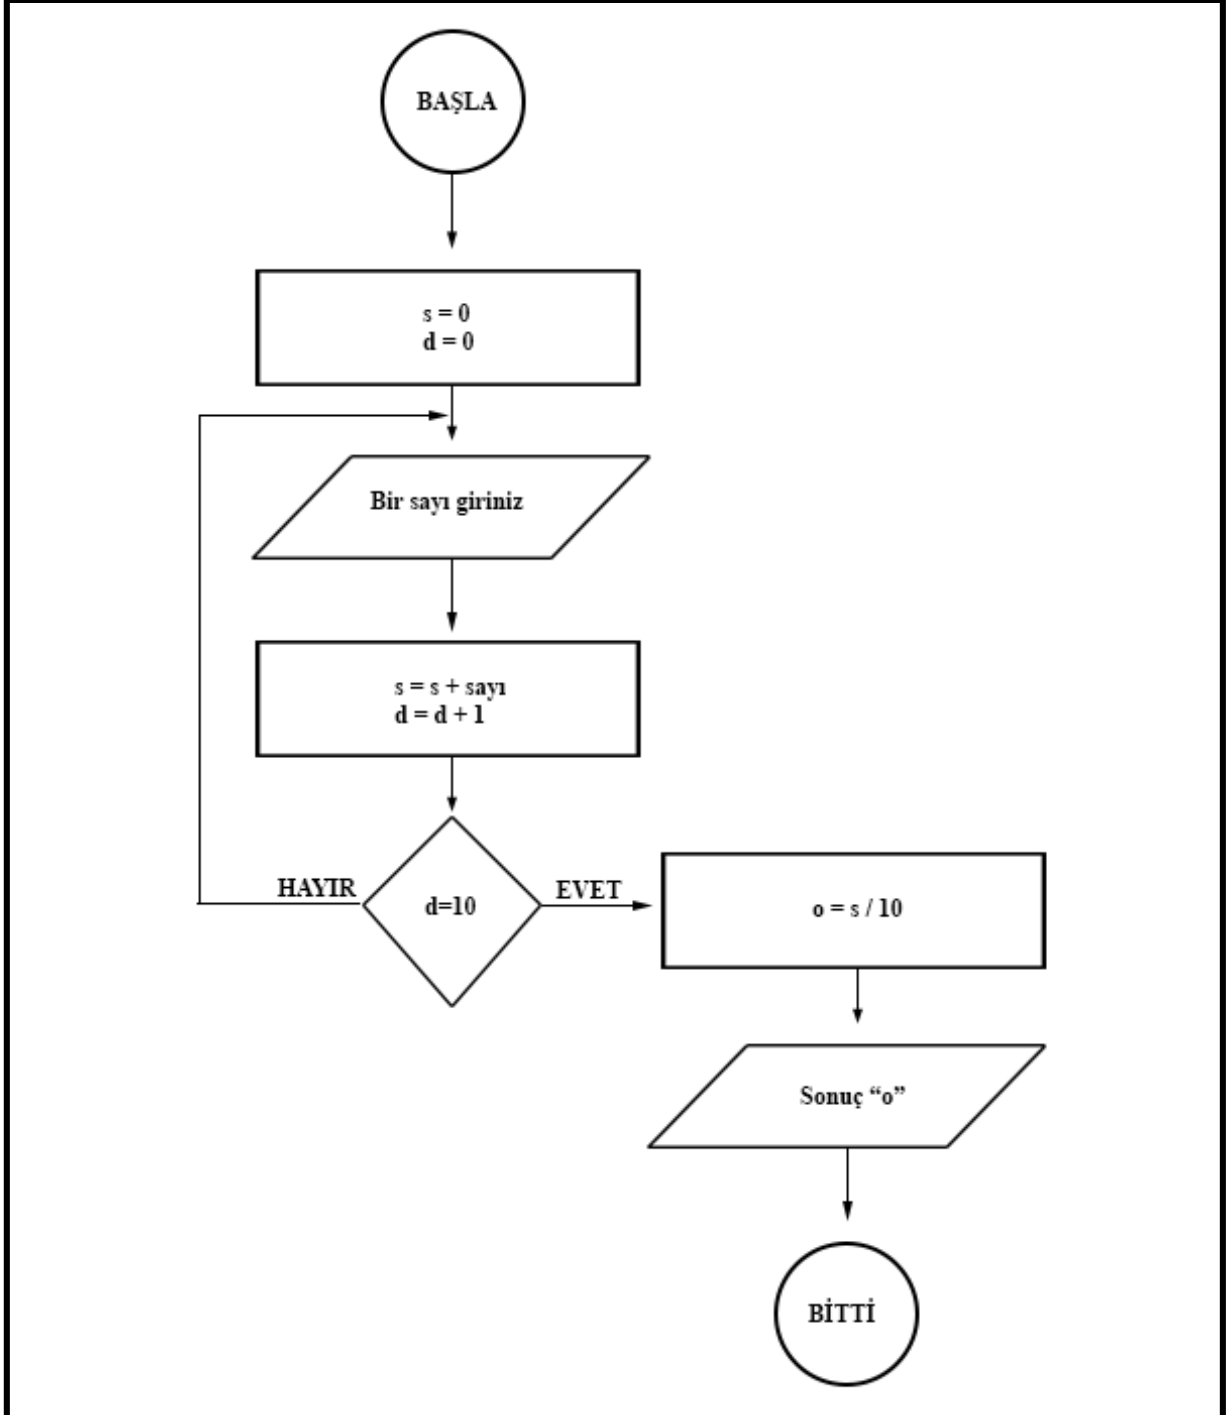 BAŞLA
s = 0
d = 0
Bir sayı giriniz
s = s + sayı
d = d + 1
HAYIR
d=10
EVET
o = s / 10
Sonuç “o”
BİTTİ